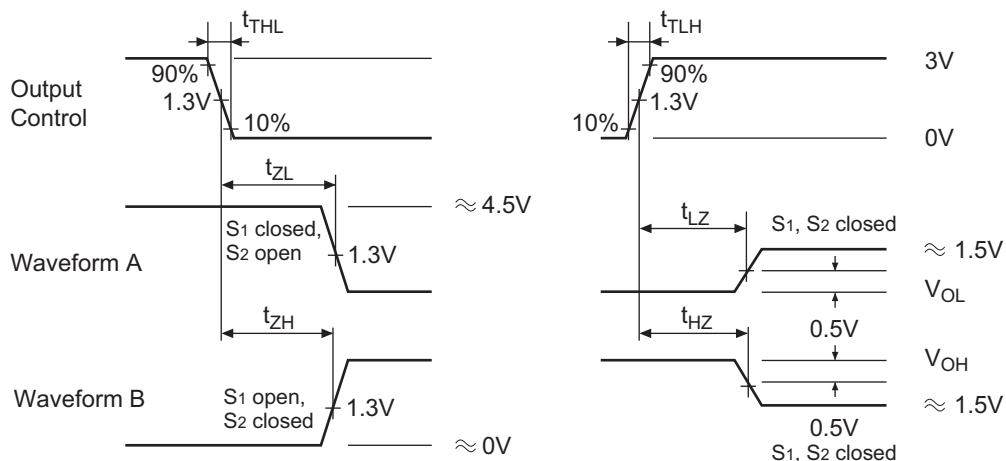 tTHL
tTLH
Output
Control
90%
1.3V
10%
90%
1.3V
10%
3V
0V
tZL
≈ 4.5V
S1 closed,
S2 open
1.3V
Waveform A
tLZ
S1, S2 closed
≈ 1.5V
VOL
0.5V
tZH
Waveform B
S1 open,
S2 closed
1.3V
≈ 0V
tHZ
VOH
≈ 1.5V
0.5V
S1, S2 closed